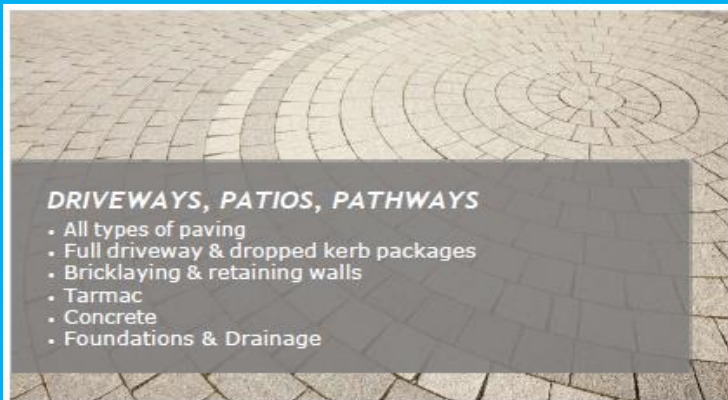 DRIVEWAYS, PATIOS, PATHWAYS
• All types of paving
• Full driveway & dropped kerb packages
• Bricklaying & retaining walls
• Tarmac
• Concrete
• Foundations & Drainage